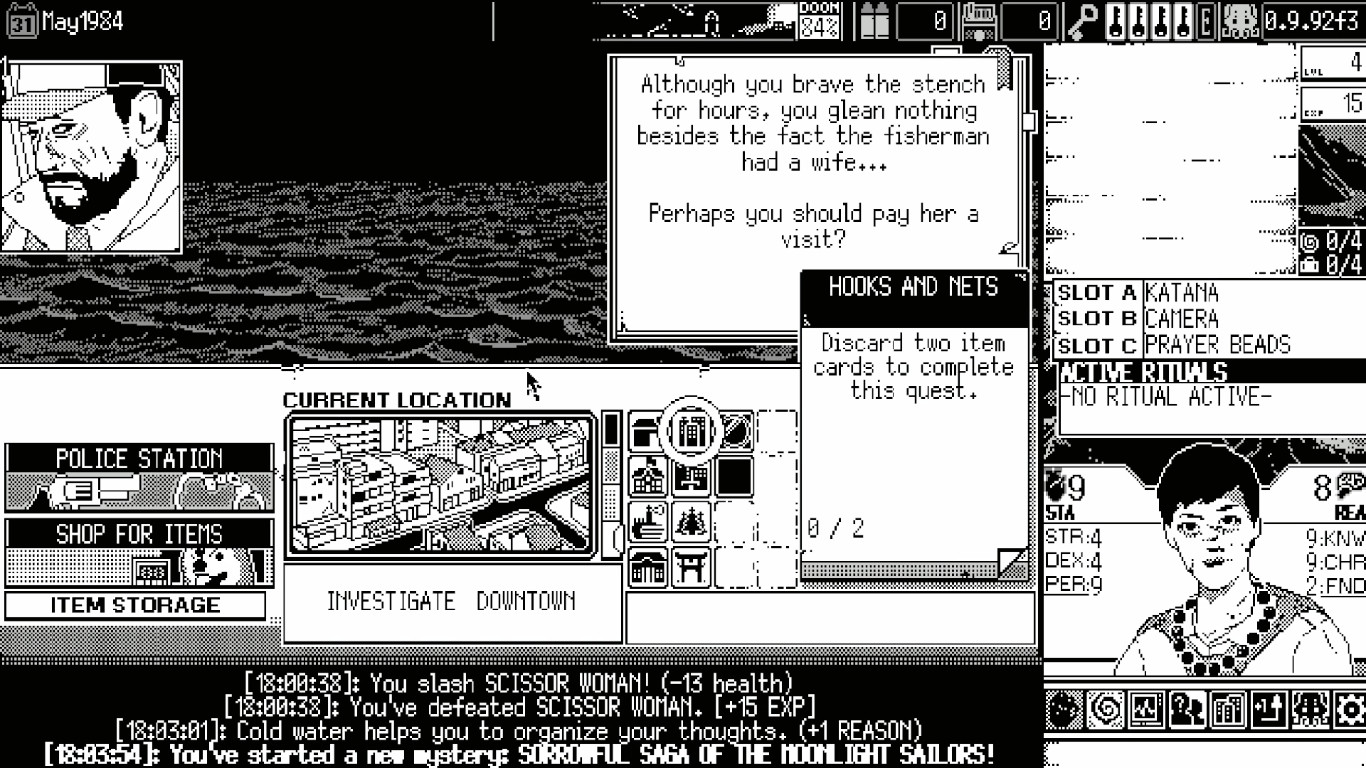 31 May1984
DOOM
84%
0
0
E
0.9.92f3
Although you brave the stench
for hours, you glean nothing
besides the fact the fisherman
had a wife...
Perhaps you should pay her a
visit?
HOOKS AND NETS
Discard two item
cards to complete
this quest.
0 / 2
LVL 4
EXP 15
0/4
0/4
SLOT A KATANA
SLOT B CAMERA
SLOT C PRAYER BEADS
ACTIVE RITUALS
-NO RITUAL ACTIVE-
CURRENT LOCATION
POLICE STATION
SHOP FOR ITEMS
ITEM STORAGE
INVESTIGATE DOWNTOWN
9
STA
STR:4
DEX:4
PER:9
8
REA
9:KNW
9:CHR
2:FND
[18:00:38]: You slash SCISSOR WOMAN! (-13 health)
[18:00:38]: You've defeated SCISSOR WOMAN. [+15 EXP]
[18:03:01]: Cold water helps you to organize your thoughts. (+1 REASON)
[18:03:54]: You've started a new mystery: SORROWFUL SAGA OF THE MOONLIGHT SAILORS!